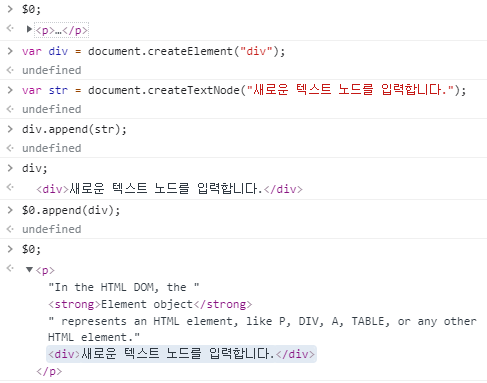 $0;
<p>…</p>
var div = document.createElement("div");
undefined
var str = document.createTextNode("새로운 텍스트 노드를 입력합니다.");
undefined
div.append(str);
undefined
div;
<div>새로운 텍스트 노드를 입력합니다.</div>
$0.append(div);
undefined
$0;
<p>
"In the HTML DOM, the "
<strong>Element object</strong>
" represents an HTML element, like P, DIV, A, TABLE, or any other
HTML element."
<div>새로운 텍스트 노드를 입력합니다.</div>
</p>